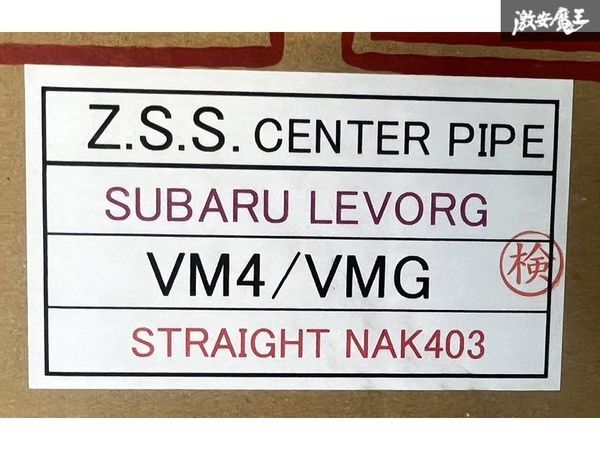 激安魔王
Z.S.S. CENTER PIPE
SUBARU LEVORG
VM4/VMG
検
STRAIGHT NAK403